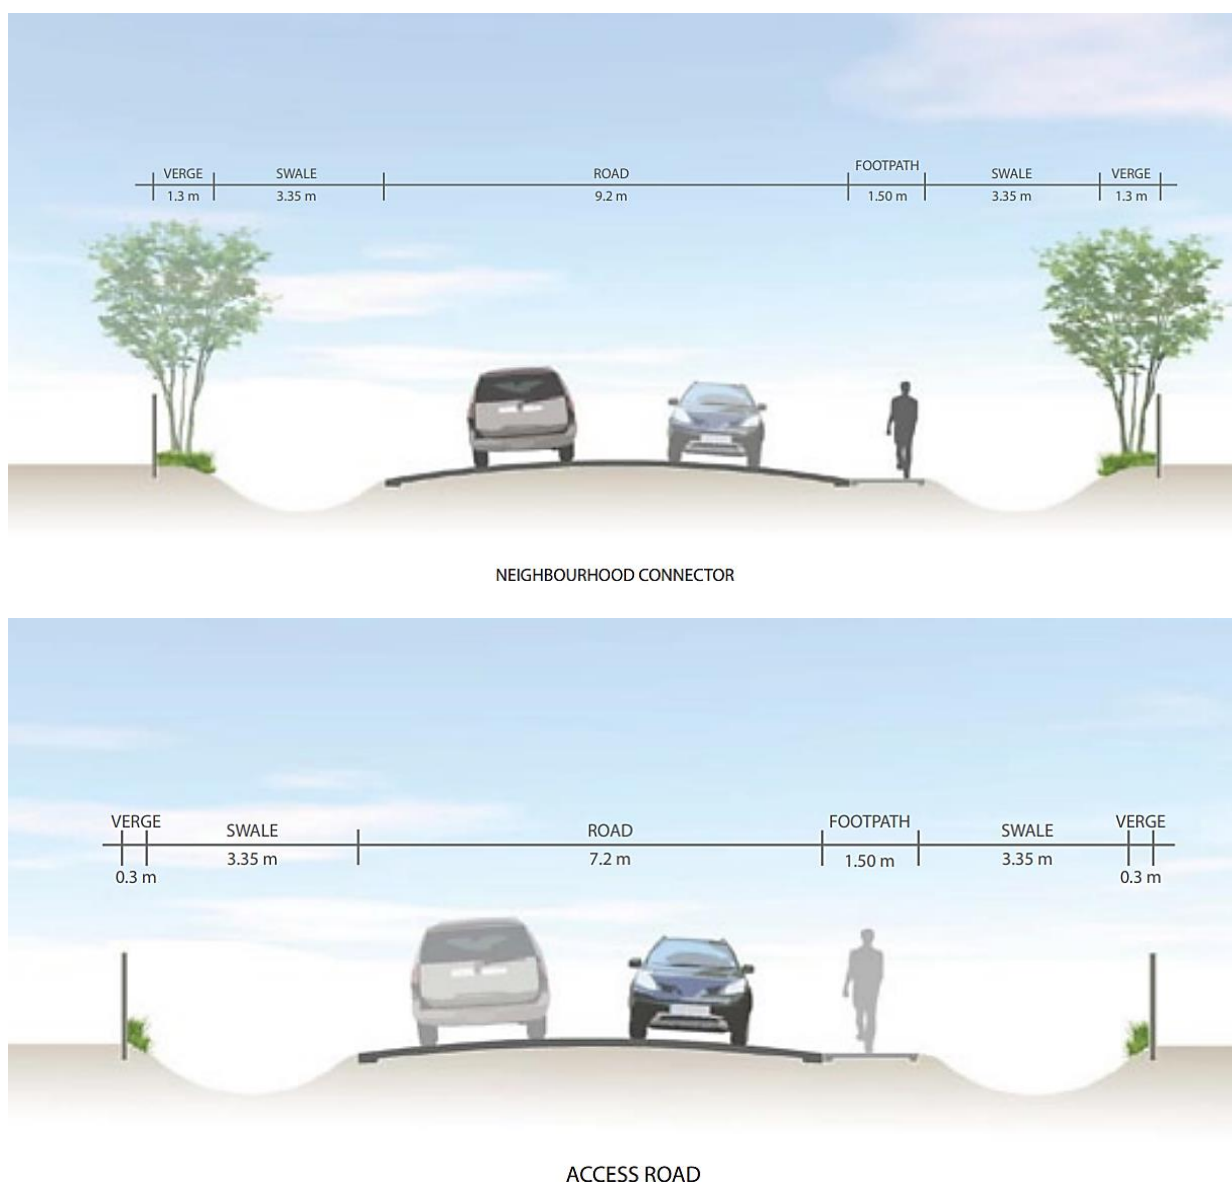 VERGE SWALE ROAD FOOTPATH SWALE VERGE
1.3 m 3.35 m 9.2 m 1.50 m 3.35 m 1.3 m
NEIGHBOURHOOD CONNECTOR
VERGE SWALE ROAD FOOTPATH SWALE VERGE
3.35 m 7.2 m 1.50 m 3.35 m
0.3 m 0.3 m
ACCESS ROAD